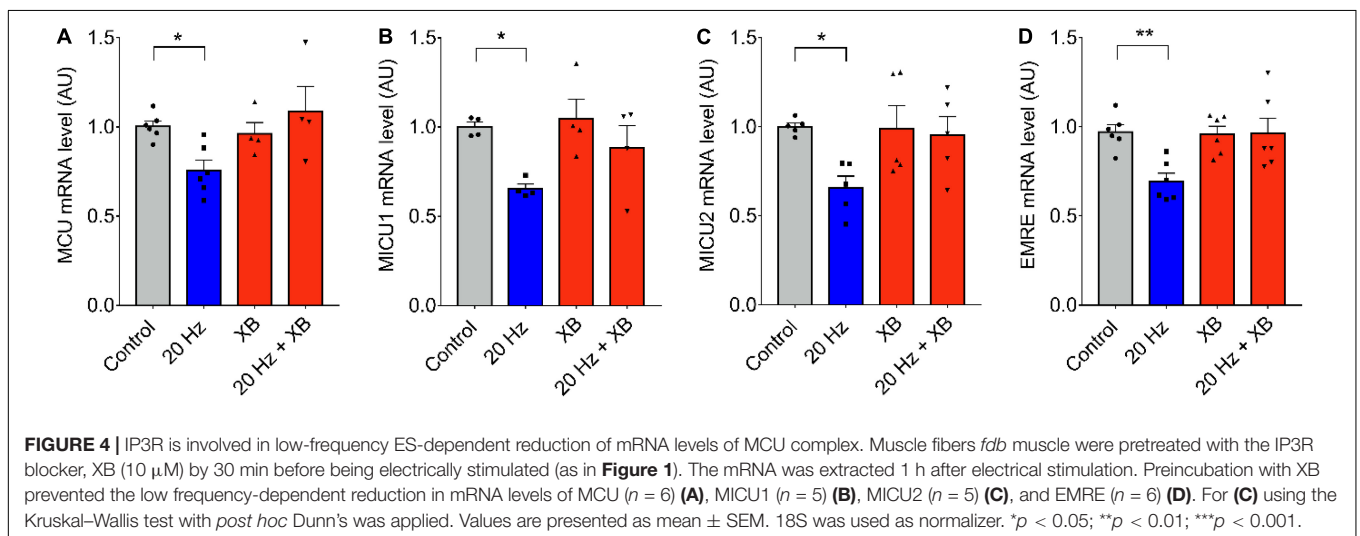 A
MCU mRNA level (AU)
1.5
1.0
0.5
0.0
*
Control
20 Hz
XB
20 Hz + XB
B
MICU1 mRNA level (AU)
1.5
1.0
0.5
0.0
*
Control
20 Hz
XB
20 Hz + XB
C
MICU2 mRNA level (AU)
1.5
1.0
0.5
0.0
*
Control
20 Hz
XB
20 Hz + XB
D
EMRE mRNA level (AU)
1.5
1.0
0.5
0.0
**
Control
20 Hz
XB
20 Hz + XB
FIGURE 4 | IP3R is involved in low-frequency ES-dependent reduction of mRNA levels of MCU complex. Muscle fibers fdb muscle were pretreated with the IP3R
blocker, XB (10 μM) by 30 min before being electrically stimulated (as in Figure 1). The mRNA was extracted 1 h after electrical stimulation. Preincubation with XB
prevented the low frequency-dependent reduction in mRNA levels of MCU (n = 6) (A), MICU1 (n = 5) (B), MICU2 (n = 5) (C), and EMRE (n = 6) (D). For (C) using the
Kruskal–Wallis test with post hoc Dunn's was applied. Values are presented as mean ± SEM. 18S was used as normalizer. *p < 0.05; **p < 0.01; ***p < 0.001.